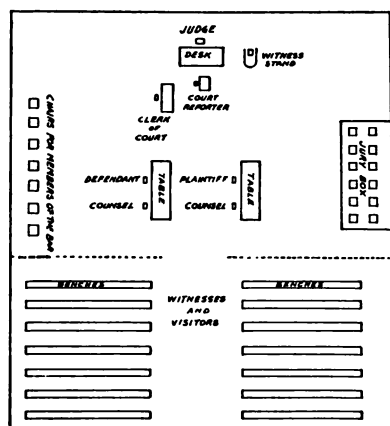 JUDGE
DESK
WITNESS
STAND
COURT
REPORTER
CLERK
OF
COURT
CHAIRS FOR MEMBERS OF THE BAR
JURY BOX
DEFENDANT
TABLE
PLAINTIFF
TABLE
COUNSEL
COUNSEL
BENCHES
WITNESSES
AND
VISITORS
BENCHES